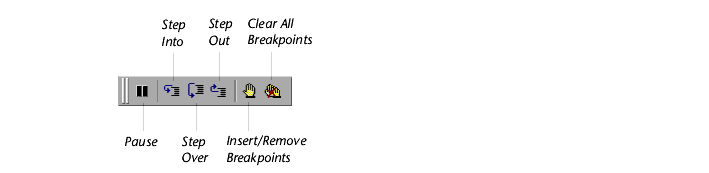 Step
Into
Step
Out
Clear All
Breakpoints
Pause
Step
Over
Insert/Remove
Breakpoints